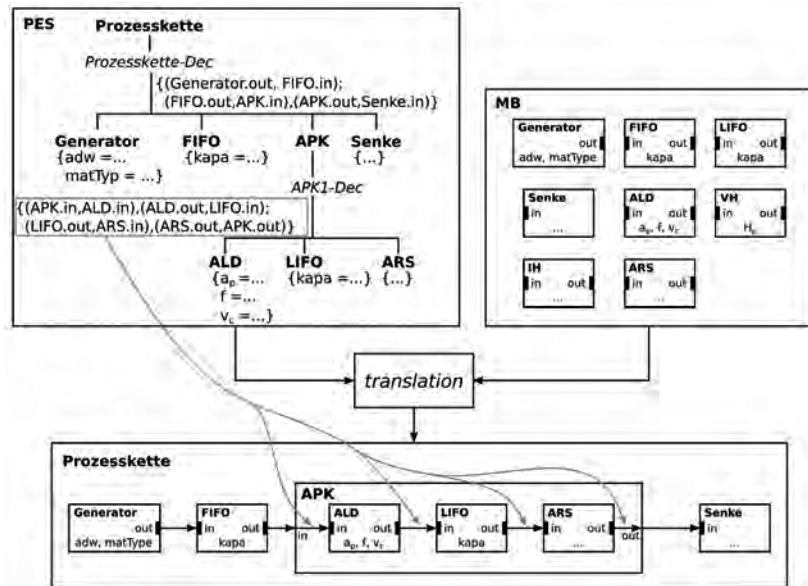 PES
Prozesskette
Prozesskette-Dec
{(Generator.out, FIFO.in);
(FIFO.out,APK.in),(APK.out,Senke.in)}
Generator FIFO APK Senke
{adw =... {kapa =...} {...}
matTyp = ...}
APK1-Dec
{(APK.in,ALD.in),(ALD.out,LIFO.in);
(LIFO.out,ARS.in),(ARS.out,APK.out)}
ALD LIFO ARS
{aₚ =... {kapa =...} {...}
f =...
v_c =...}
MB
Generator
out
adw, matType
FIFO
in out
kapa
LIFO
in out
kapa
Senke
in
...
ALD
in out
aₚ, f, v_c
VH
in out
IH
in out
...
ARS
in out
...
translation
Prozesskette
APK
Generator
out
adw, matType
FIFO
in out
kapa
in
ALD
in out
aₚ, f, v_c
LIFO
in out
kapa
ARS
in out
...
out
Senke
in
...